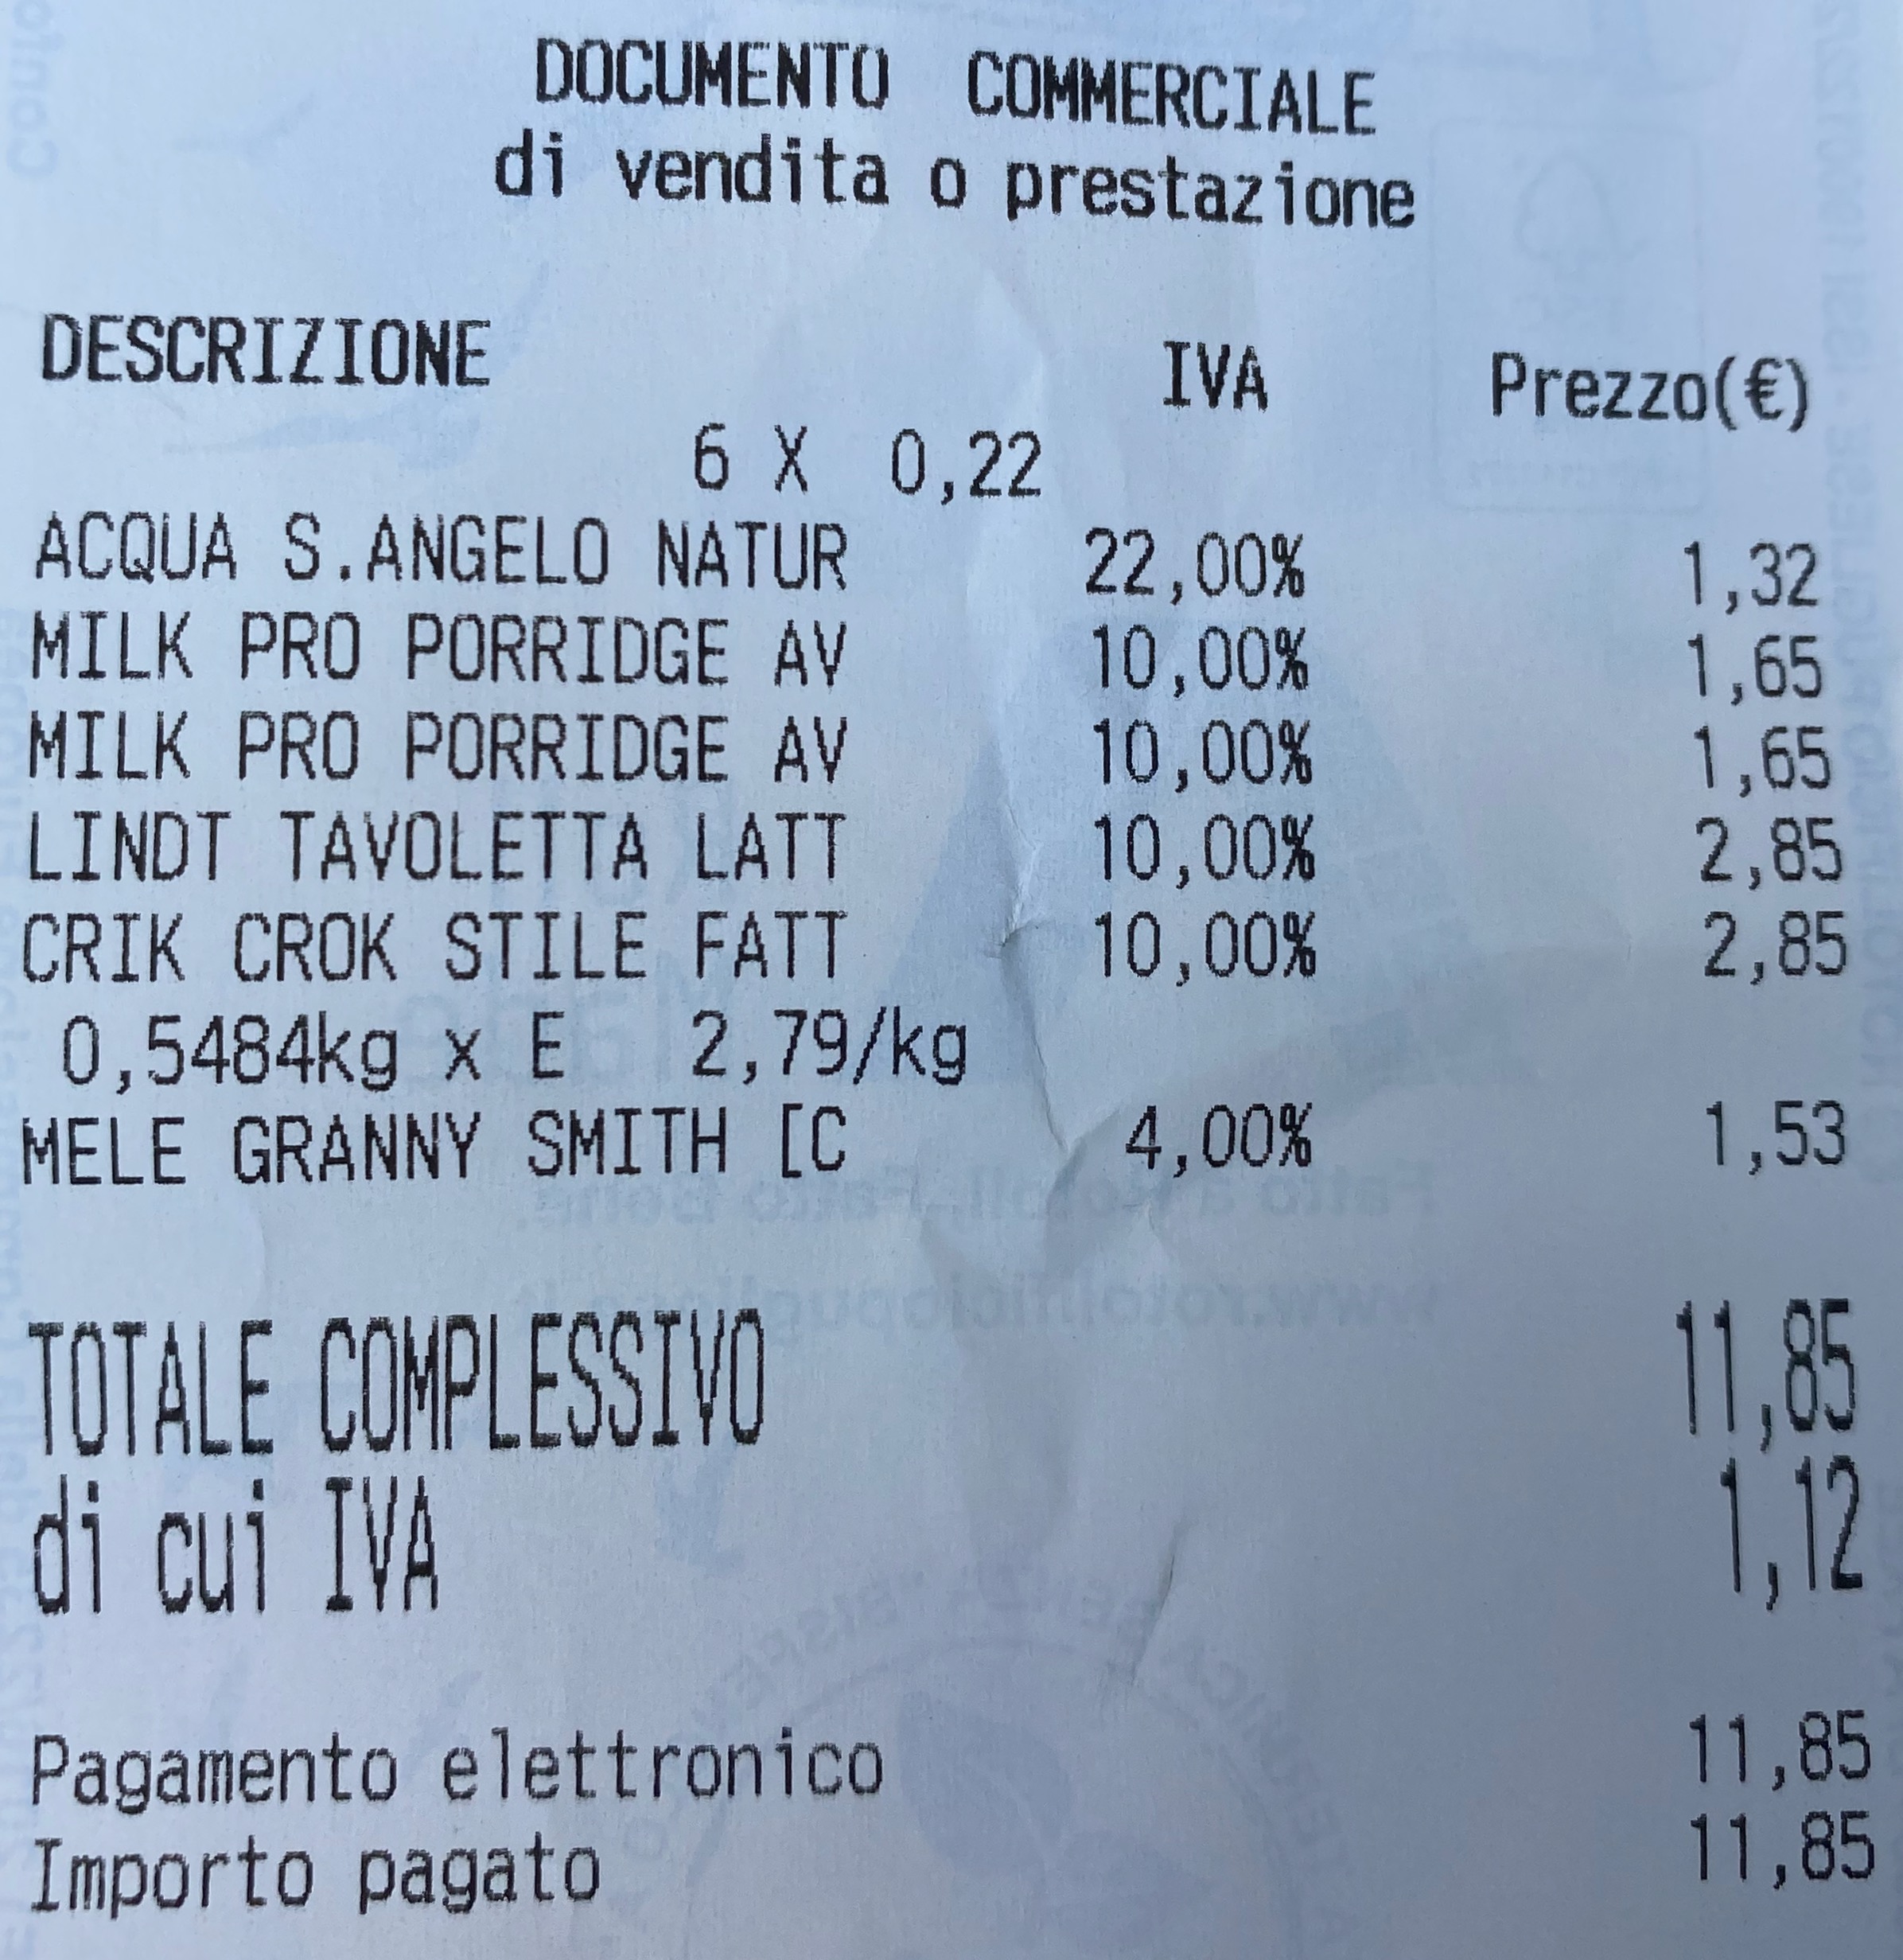 DOCUMENTO COMMERCIALE
di vendita o prestazione
DESCRIZIONE IVA Prezzo(€)
6 X 0,22
ACQUA S.ANGELO NATUR 22,00% 1,32
MILK PRO PORRIDGE AV 10,00% 1,65
MILK PRO PORRIDGE AV 10,00% 1,65
LINDT TAVOLETTA LATT 10,00% 2,85
CRIK CROK STILE FATT 10,00% 2,85
0,5484kg x E 2,79/kg
MELE GRANNY SMITH [C 4,00% 1,53
TOTALE COMPLESSIVO 11,85
di cui IVA 1,12
Pagamento elettronico 11,85
Importo pagato 11,85